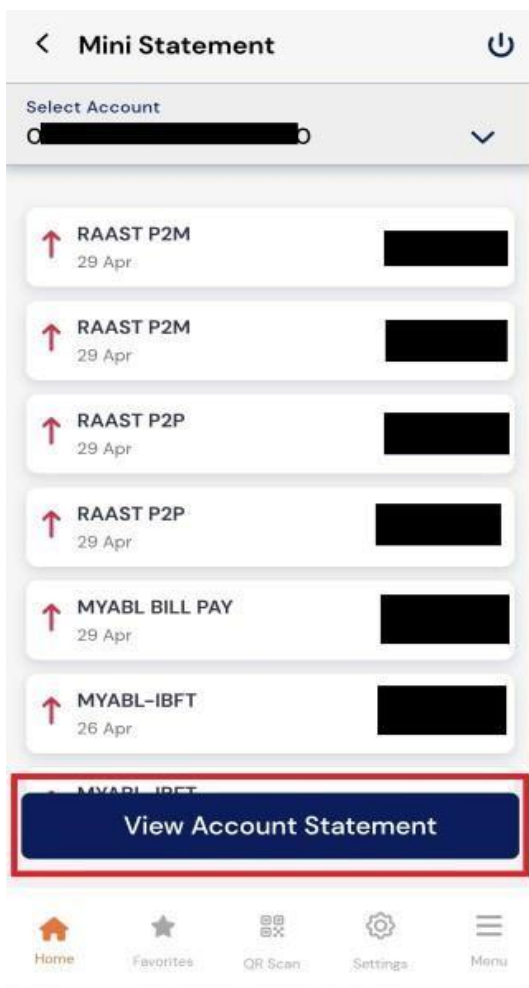 Mini Statement
Select Account
RAAST P2M
29 Apr
RAAST P2M
29 Apr
RAAST P2P
29 Apr
RAAST P2P
29 Apr
MYABL BILL PAY
29 Apr
MYABL-IBFT
26 Apr
MYABL-IBFT
View Account Statement
Home
Favorites
QR Scan
Settings
Menu